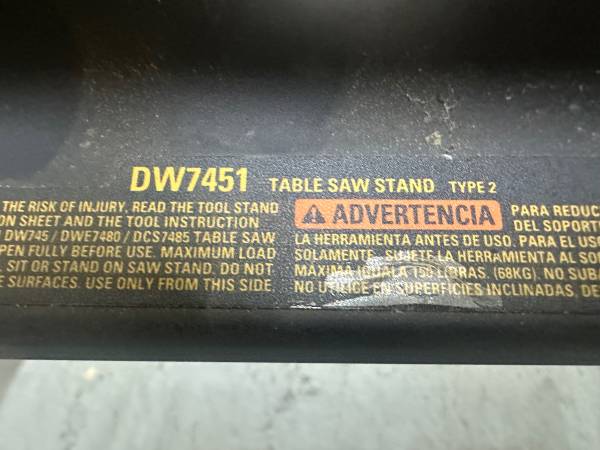 DW7451 TABLE SAW STAND TYPE 2
THE RISK OF INJURY, READ THE TOOL STAND
ON SHEET AND THE TOOL INSTRUCTION
DW745 / DWE7480 / DCS7485 TABLE SAW
PEN FULLY BEFORE USE. MAXIMUM LOAD
. SIT OR STAND ON SAW STAND. DO NOT
E SURFACES. USE ONLY FROM THIS SIDE
ADVERTENCIA PARA REDUC
DEL SOPORT
LA HERRAMIENTA ANTES DE USO. PARA EL USO
SOLAMENTE. SUJETE LA HERRAMIENTA AL SO
MÁXIMA IGUALA 150 LIBRAS. (68KG). NO SUBA
NO UTILICE EN SUPERFICIES INCLINADAS, DE